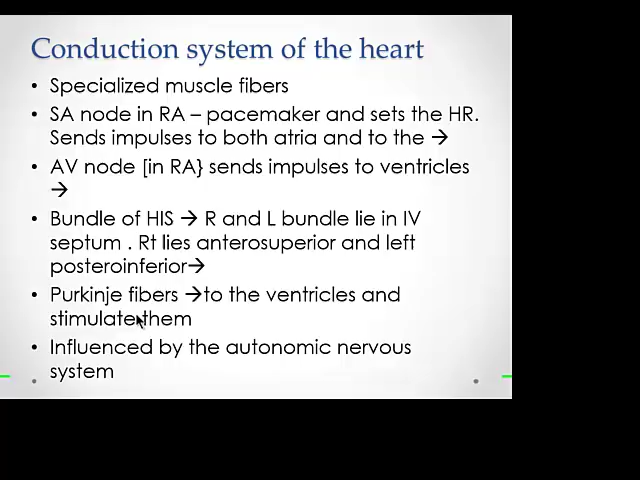 Conduction system of the heart
• Specialized muscle fibers
• SA node in RA – pacemaker and sets the HR.
Sends impulses to both atria and to the →
• AV node [in RA} sends impulses to ventricles
→
• Bundle of HIS → R and L bundle lie in IV
septum . Rt lies anterosuperior and left
posteroinferior→
• Purkinje fibers →to the ventricles and
stimulate them
• Influenced by the autonomic nervous
system